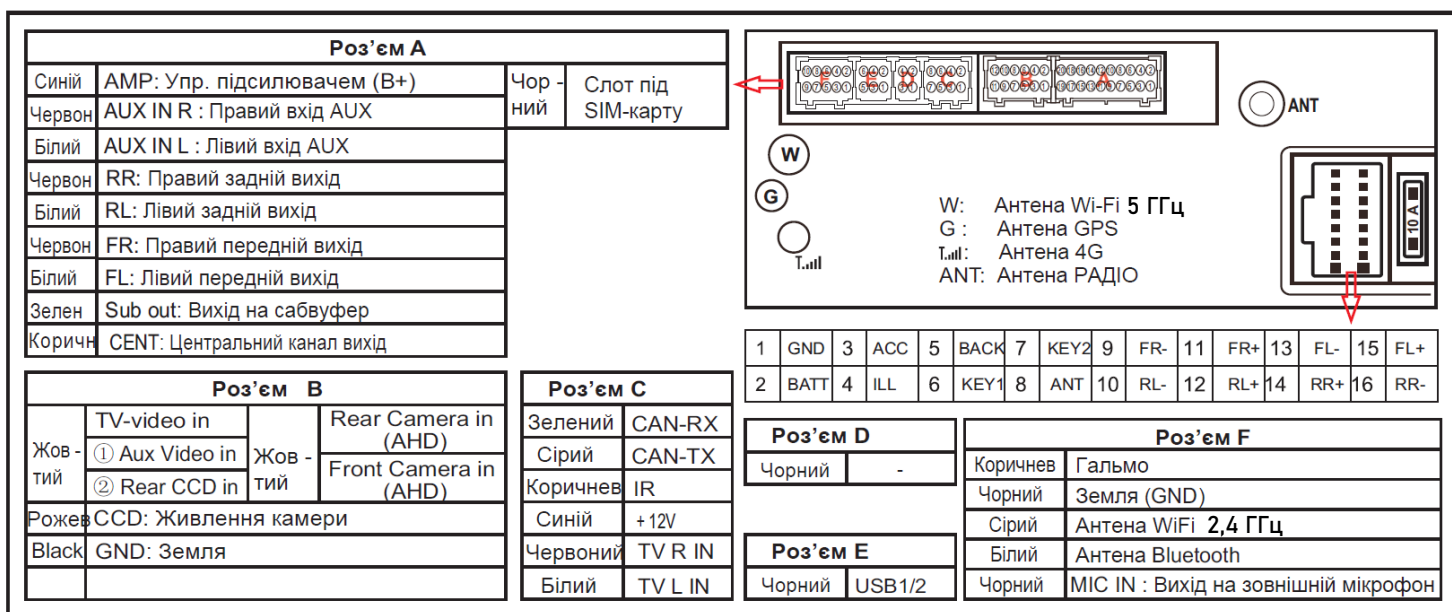 Роз’єм А
Синій АМР: Упр. підсилювачем (В+) Чор - ний Слот під SIM-карту
Червон AUX IN R : Правий вхід AUX
Білий AUX IN L : Лівий вхід AUX
Червон RR: Правий задній вихід
Білий RL: Лівий задній вихід
Червон FR: Правий передній вихід
Білий FL: Лівий передній вихід
Зелен Sub out: Вихід на сабвуфер
Коричн CENT: Центральний канал вихід
F E D C B A
ANT
W
G
T
10 A
W: Антена Wi-Fi 5 ГГц
G : Антена GPS
T : Антена 4G
ANT: Антена РАДІО
1 GND 3 ACC 5 BACK 7 KEY2 9 FR- 11 FR+ 13 FL- 15 FL+
2 BATT 4 ILL 6 KEY1 8 ANT 10 RL- 12 RL+ 14 RR+ 16 RR-
Роз’єм В
Жов - тий
TV-video in
① Aux Video in
② Rear CCD in
Жов - тий
Rear Camera in
(AHD)
Front Camera in
(AHD)
Рожев CCD: Живлення камери
Black GND: Земля
Роз’єм С
Зелений CAN-RX
Сірий CAN-TX
Коричнев IR
Синій + 12V
Червоний TV R IN
Білий TV L IN
Роз’єм D
Чорний -
Роз’єм Е
Чорний USB1/2
Роз’єм F
Коричнев Гальмо
Чорний Земля (GND)
Сірий Антена WiFi 2,4 ГГц
Білий Антена Bluetooth
Чорний MIC IN : Вихід на зовнішній мікрофон